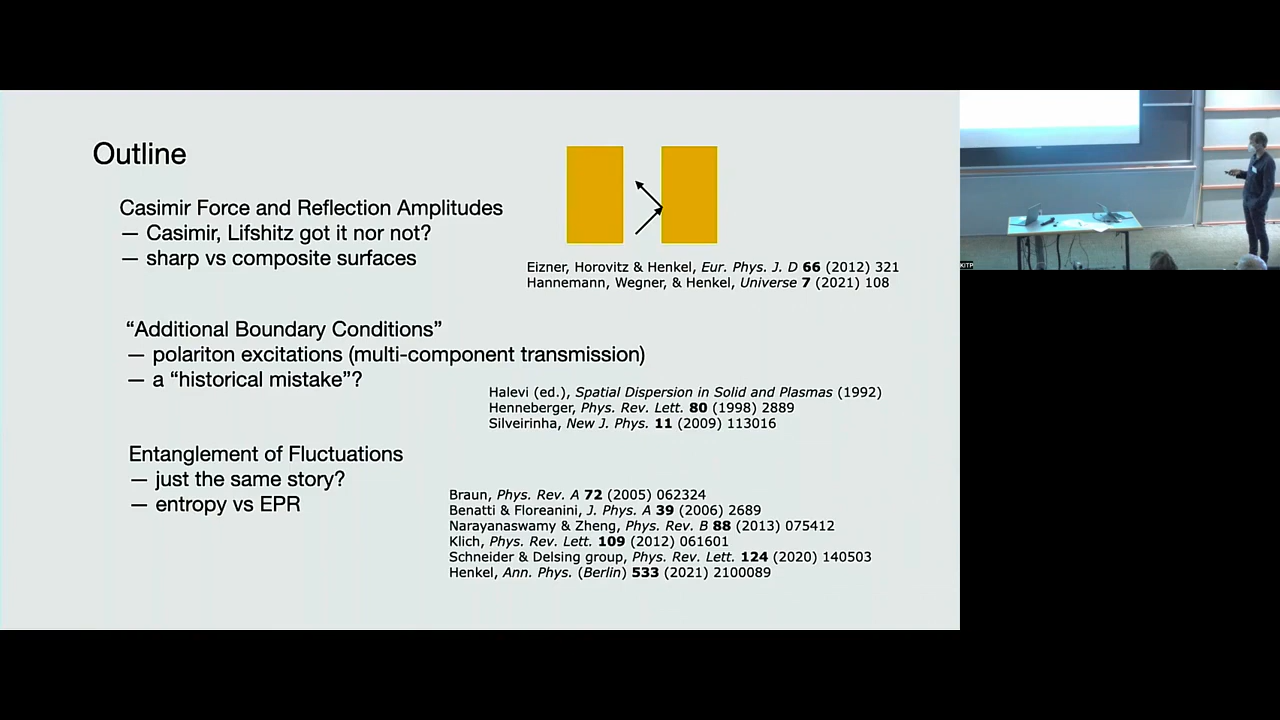 Outline
Casimir Force and Reflection Amplitudes
— Casimir, Lifshitz got it nor not?
— sharp vs composite surfaces
Eizner, Horovitz & Henkel, Eur. Phys. J. D 66 (2012) 321
Hannemann, Wegner, & Henkel, Universe 7 (2021) 108
“Additional Boundary Conditions”
— polariton excitations (multi-component transmission)
— a “historical mistake”?
Halevi (ed.), Spatial Dispersion in Solid and Plasmas (1992)
Henneberger, Phys. Rev. Lett. 80 (1998) 2889
Silveirinha, New J. Phys. 11 (2009) 113016
Entanglement of Fluctuations
— just the same story?
— entropy vs EPR
Braun, Phys. Rev. A 72 (2005) 062324
Benatti & Floreanini, J. Phys. A 39 (2006) 2689
Narayanaswamy & Zheng, Phys. Rev. B 88 (2013) 075412
Klich, Phys. Rev. Lett. 109 (2012) 061601
Schneider & Delsing group, Phys. Rev. Lett. 124 (2020) 140503
Henkel, Ann. Phys. (Berlin) 533 (2021) 2100089
KITP